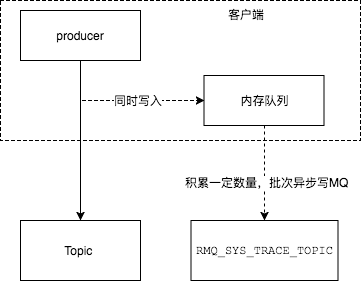 客户端
producer
同时写入
内存队列
积累一定数量，批次异步写MQ
Topic
RMQ_SYS_TRACE_TOPIC